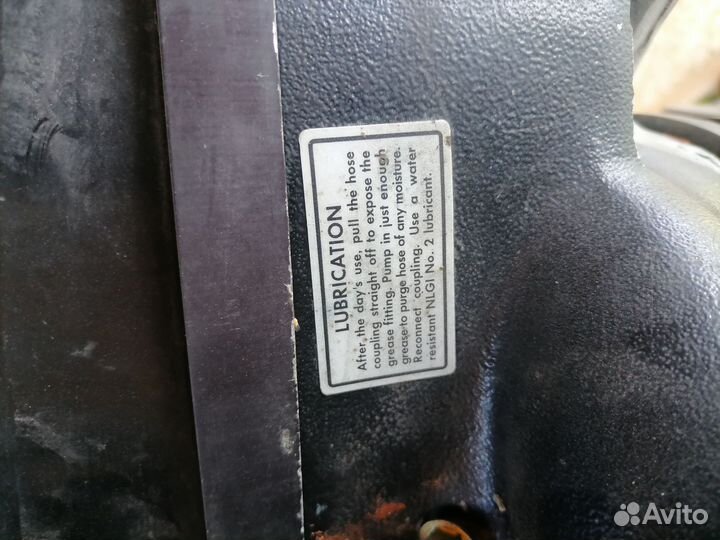 LUBRICATION
After the day's use, pull the hose
coupling straight off to expose the
grease fitting. Pump in just enough
grease to purge hose of any moisture.
Reconnect coupling. Use a water
resistant NLGI No. 2 lubricant.
Avito